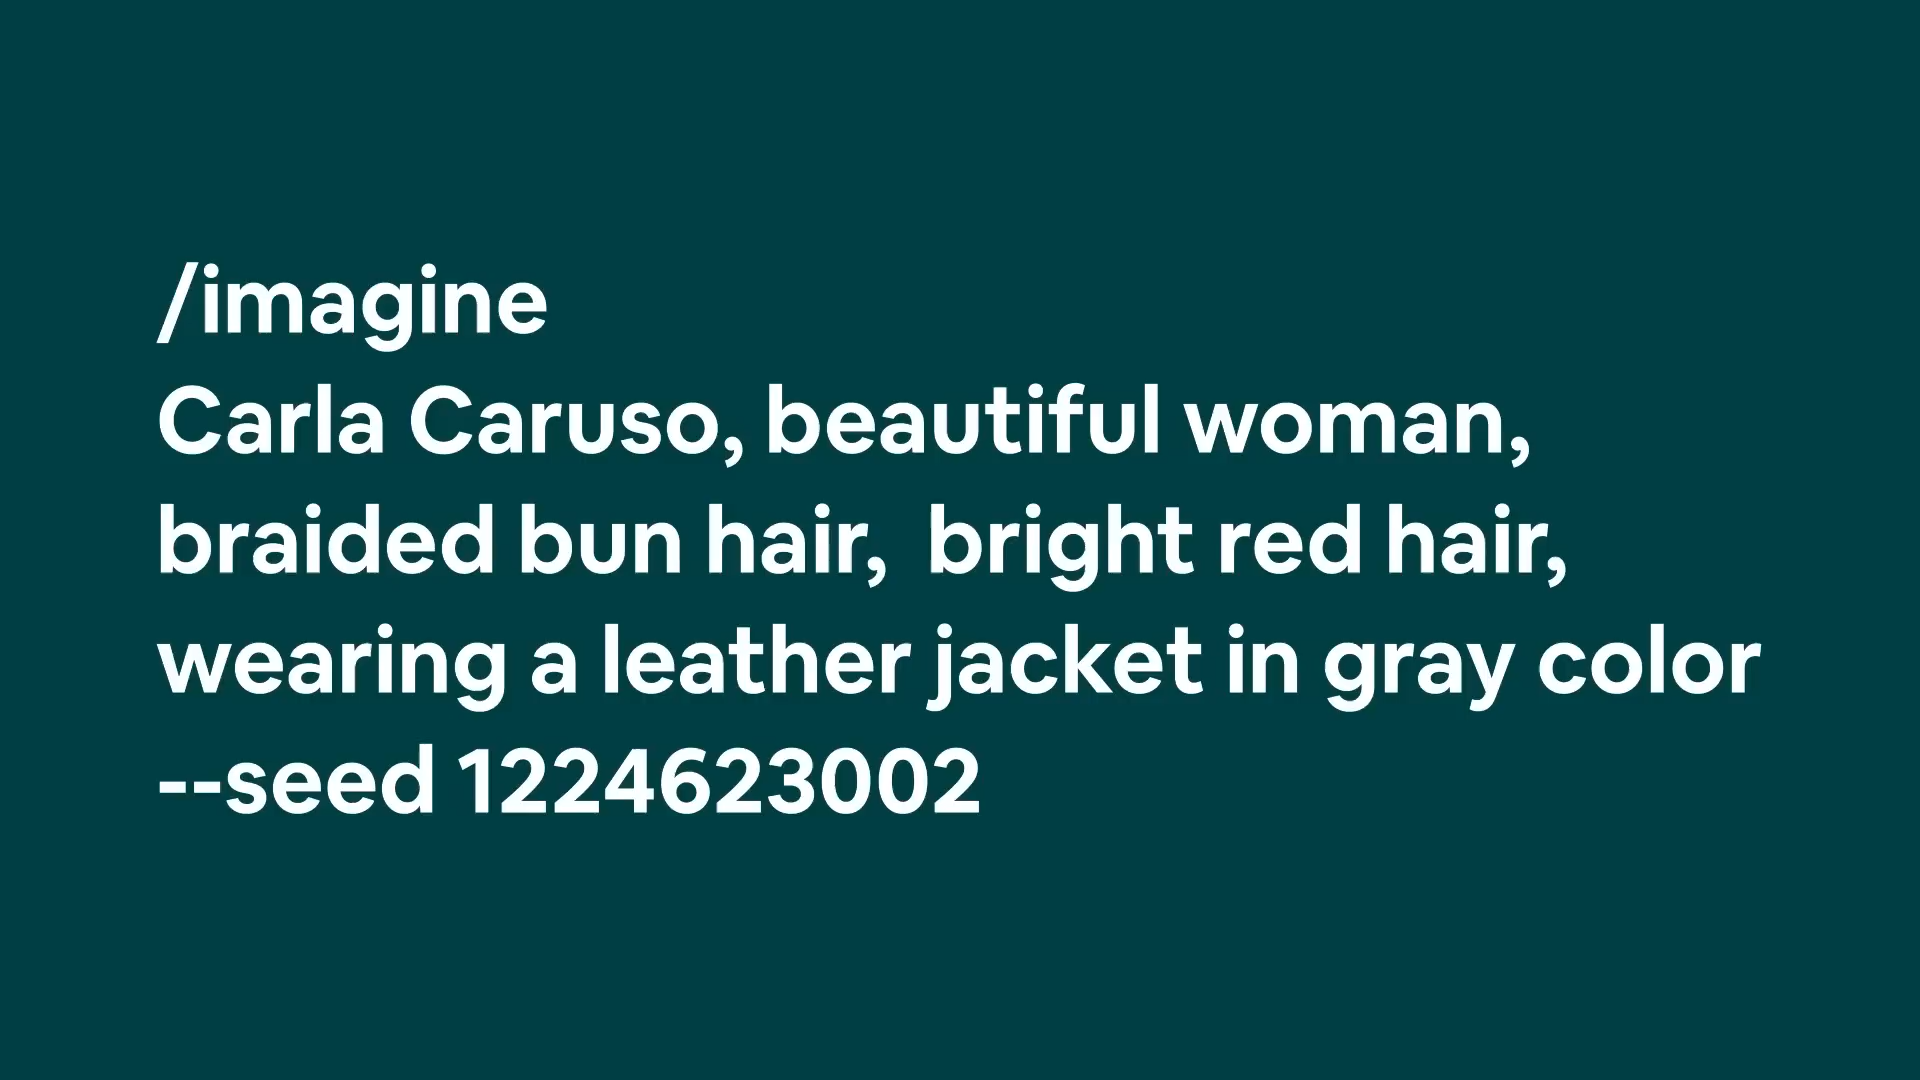 /imagine
Carla Caruso, beautiful woman,
braided bun hair,  bright red hair,
wearing a leather jacket in gray color
--seed 1224623002